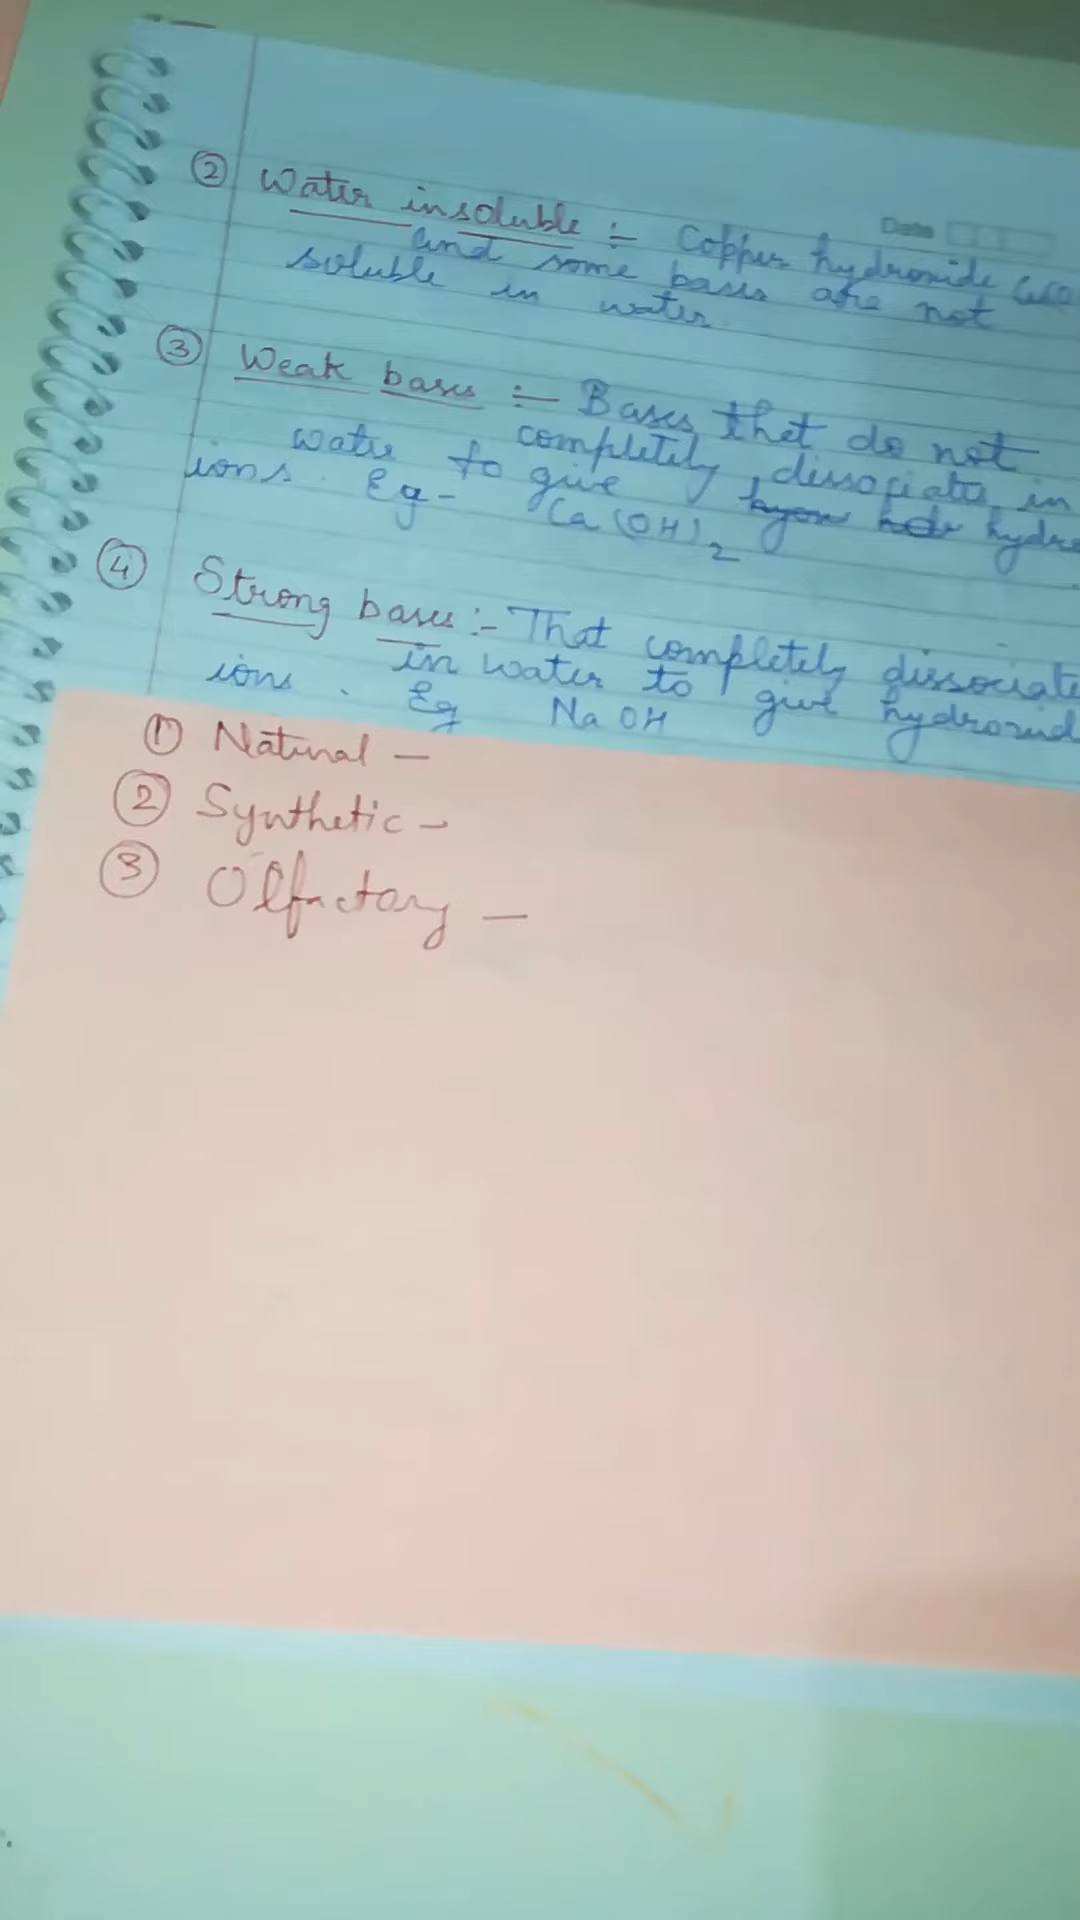 Date
② Water insoluble :- Copper hydroxide
and some bases are not
soluble in water.
③ Weak bases :- Bases that do not
completely dissociate in
water to give hydro
ions. Eg- Ca(OH)2
④ Strong bases :- That completely dissociate
in water to give hydroxid
ions. Eg NaOH
① Natural -
② Synthetic -
③ Olfactory -